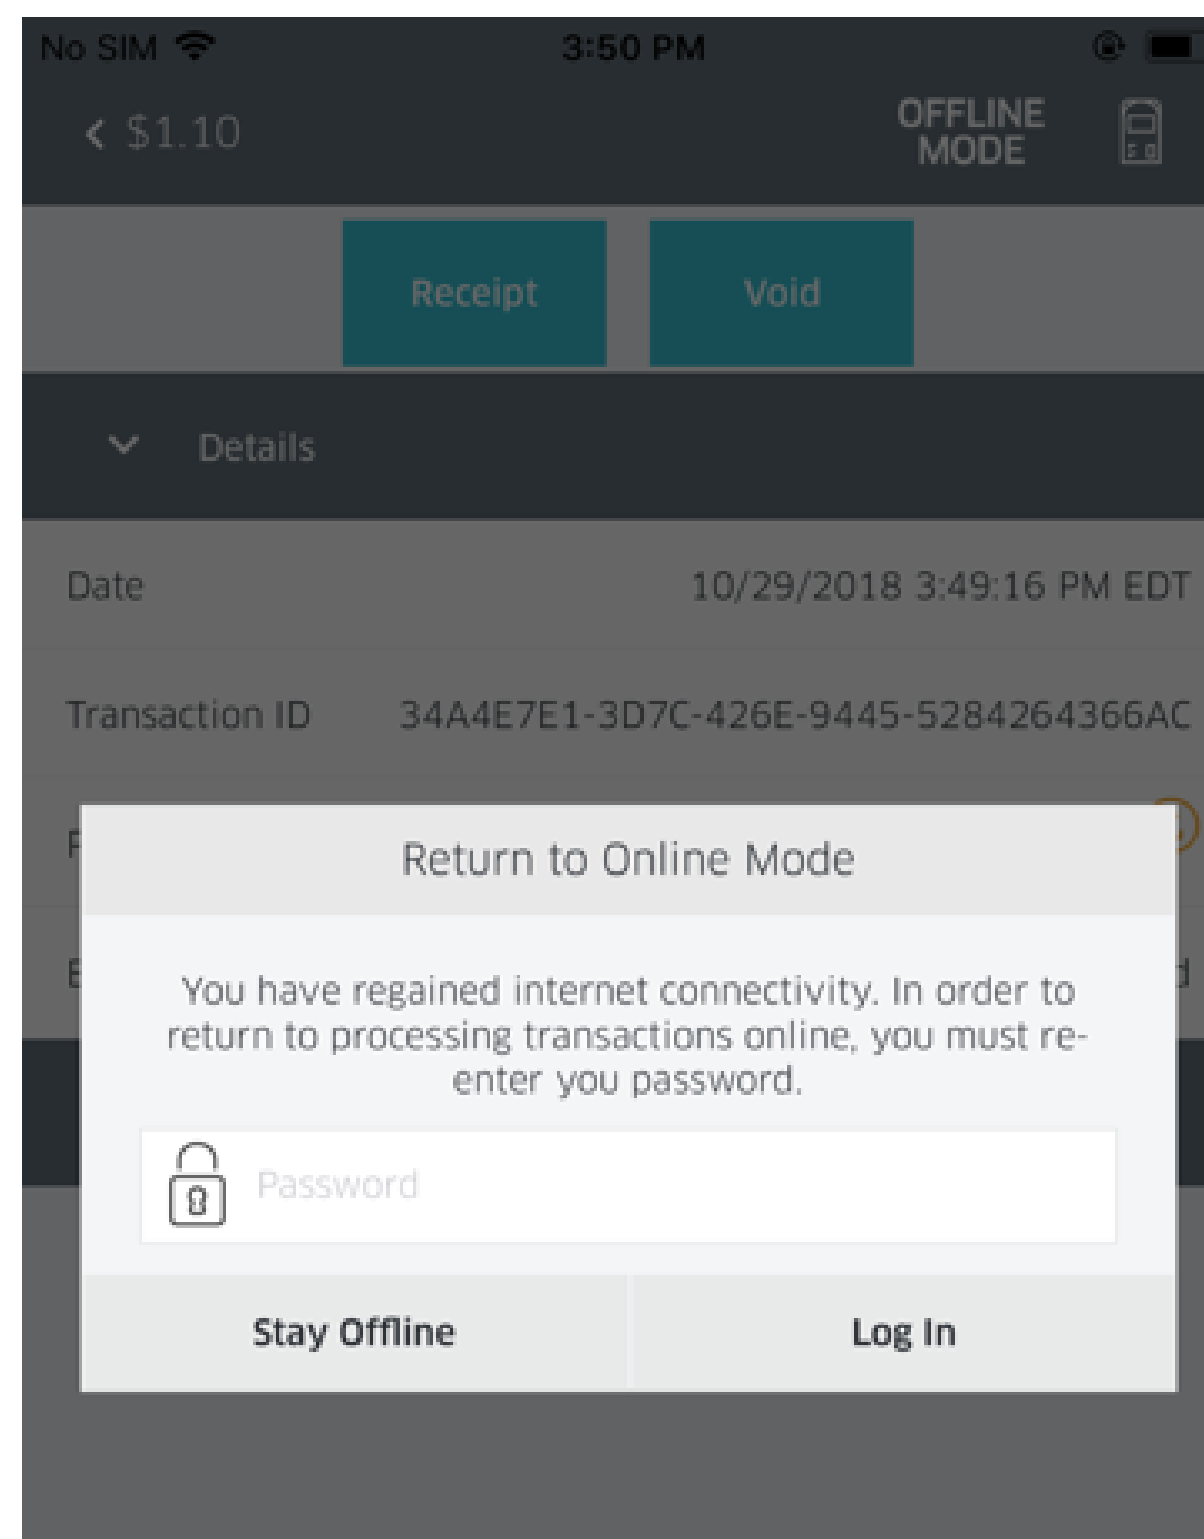 No SIM 3:50 PM
$1.10 OFFLINE MODE
Receipt Void
Details
Date 10/29/2018 3:49:16 PM EDT
Transaction ID 34A4E7E1-3D7C-426E-9445-5284264366AC
Return to Online Mode
You have regained internet connectivity. In order to
return to processing transactions online, you must re-
enter you password.
Password
Stay Offline Log In